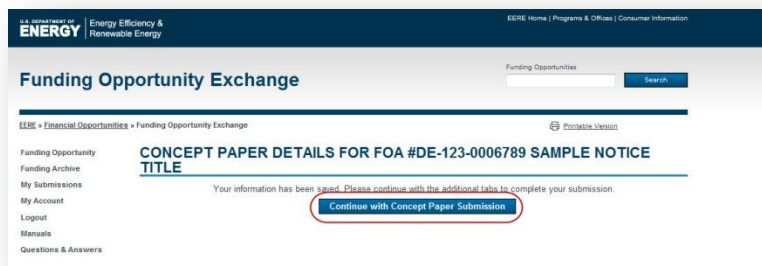 U.S. DEPARTMENT OF
ENERGY
Energy Efficiency &
Renewable Energy
EERE Home | Programs & Offices | Consumer Information
Funding Opportunity Exchange
Funding Opportunities
Search
EERE » Financial Opportunities » Funding Opportunity Exchange
Printable Version
Funding Opportunity
Funding Archive
My Submissions
My Account
Logout
Manuals
Questions & Answers
CONCEPT PAPER DETAILS FOR FOA #DE-123-0006789 SAMPLE NOTICE
TITLE
Your information has been saved. Please continue with the additional tabs to complete your submission.
Continue with Concept Paper Submission